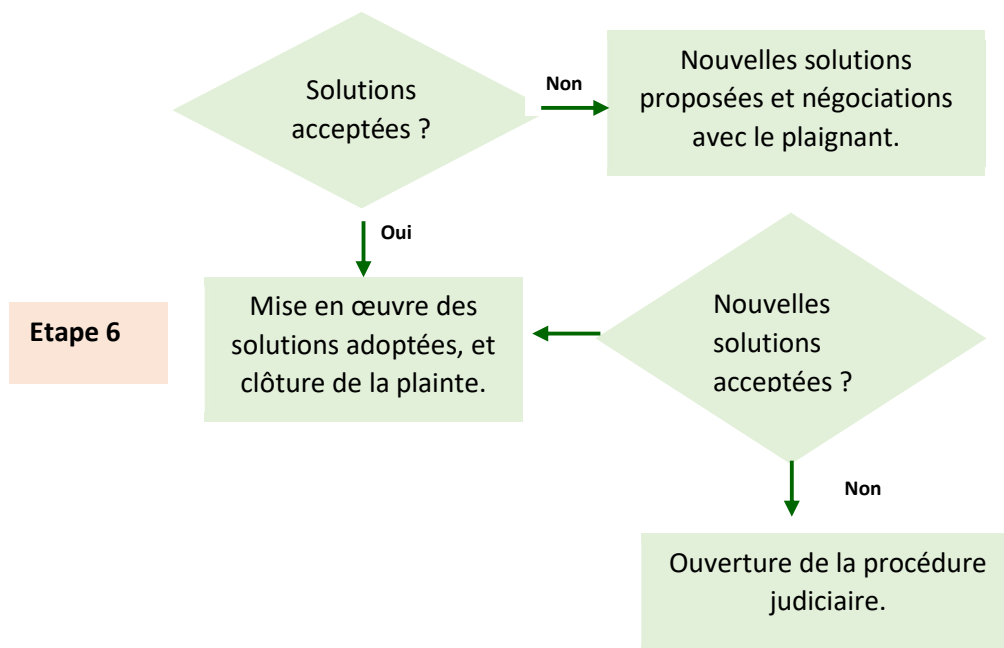 Solutions
acceptées ?
Non
Nouvelles solutions
proposées et négociations
avec le plaignant.
Oui
Etape 6
Mise en œuvre des
solutions adoptées, et
clôture de la plainte.
Nouvelles
solutions
acceptées ?
Non
Ouverture de la procédure
judiciaire.